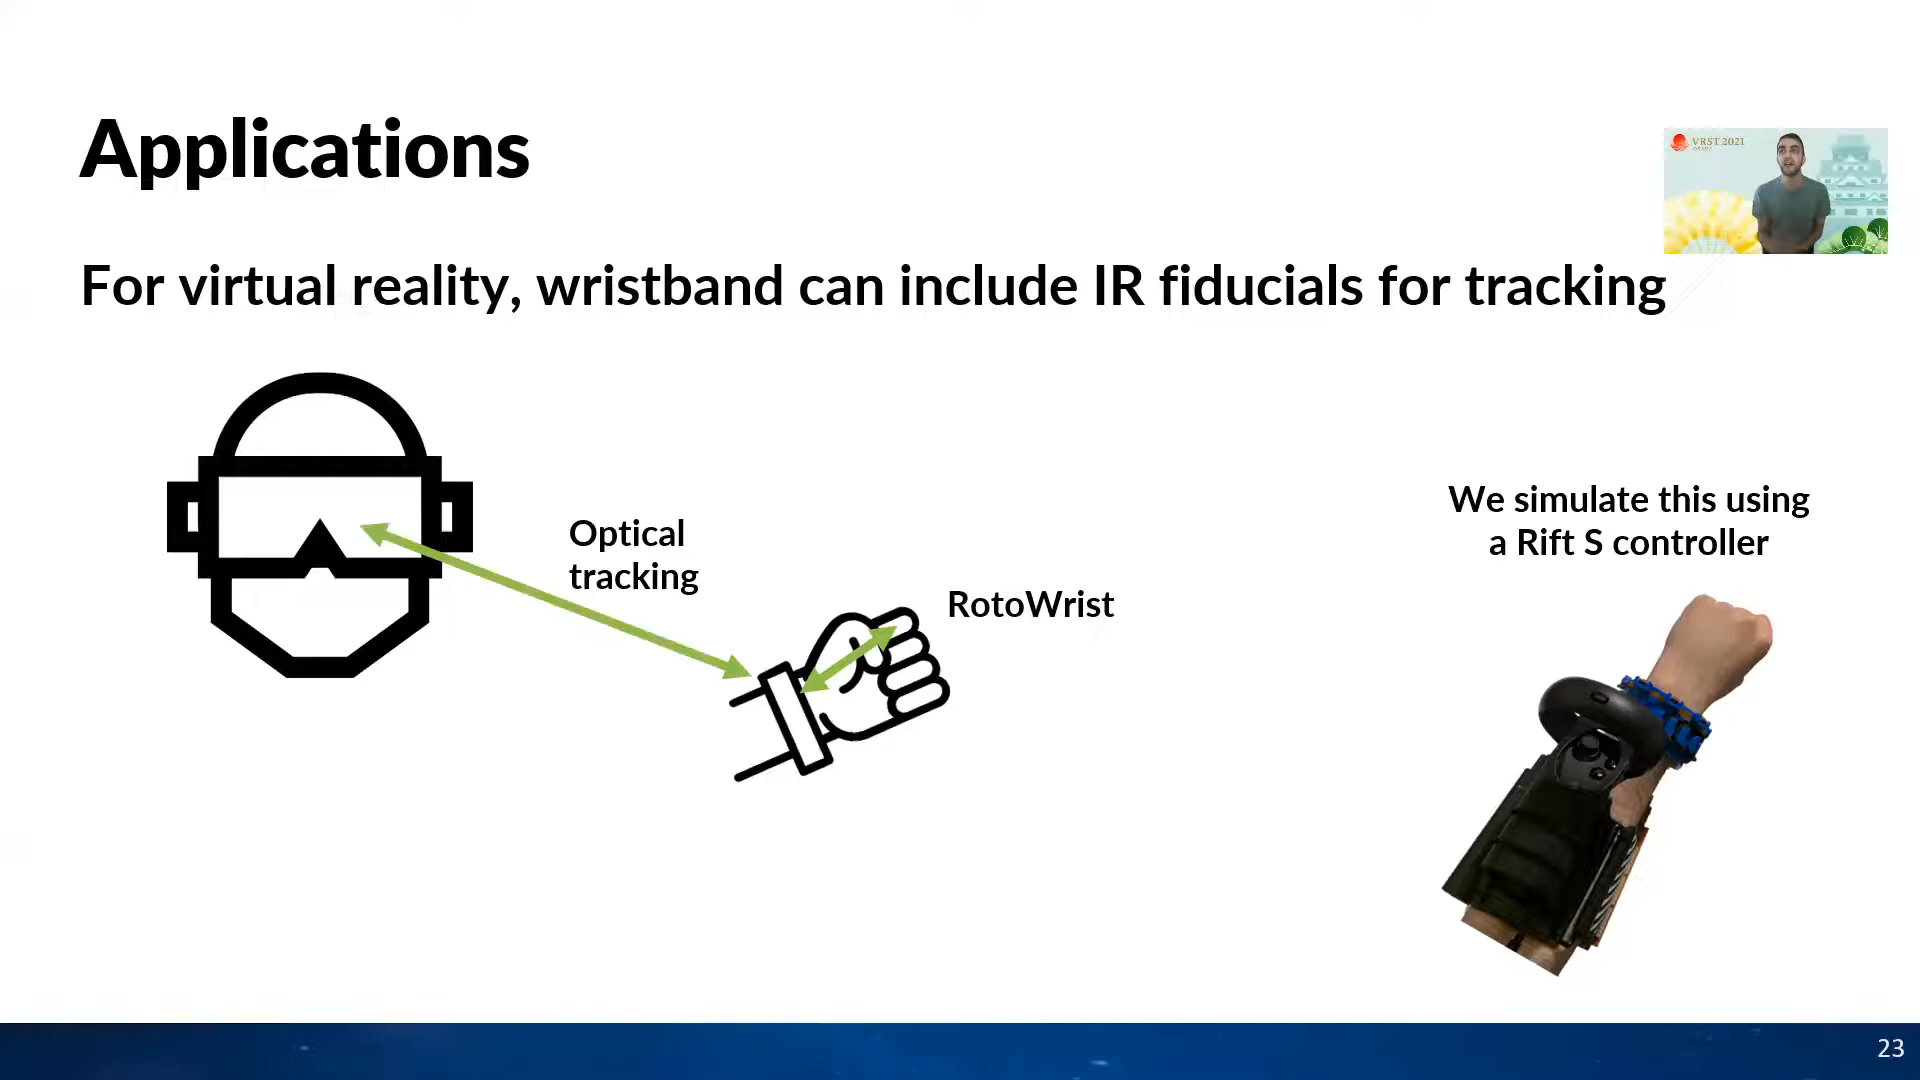 Applications
VRST 2021
For virtual reality, wristband can include IR fiducials for tracking
Optical
tracking
RotoWrist
We simulate this using
a Rift S controller
23